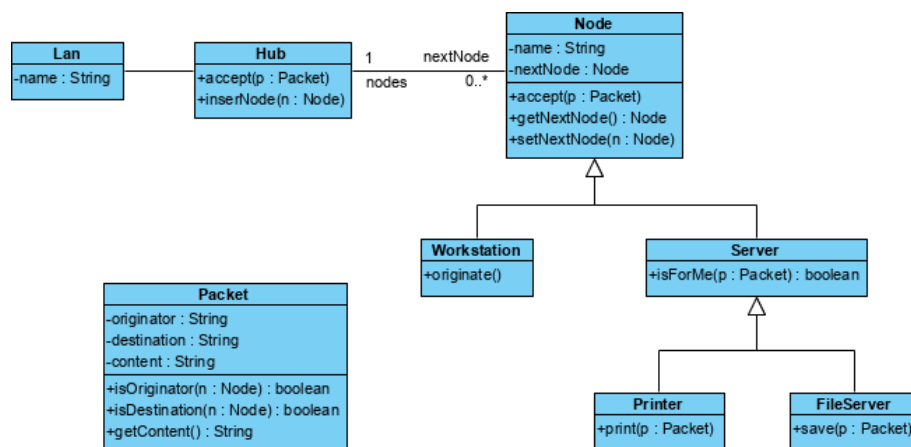 Lan
-name : String
Hub
+accept(p : Packet)
+inserNode(n : Node)
1
nodes
nextNode
0..*
Node
-name : String
-nextNode : Node
+accept(p : Packet)
+getNextNode() : Node
+setNextNode(n : Node)
Workstation
+originate()
Server
+isForMe(p : Packet) : boolean
Packet
-originator : String
-destination : String
-content : String
+isOriginator(n : Node) : boolean
+isDestination(n : Node) : boolean
+getContent() : String
Printer
+print(p : Packet)
FileServer
+save(p : Packet)